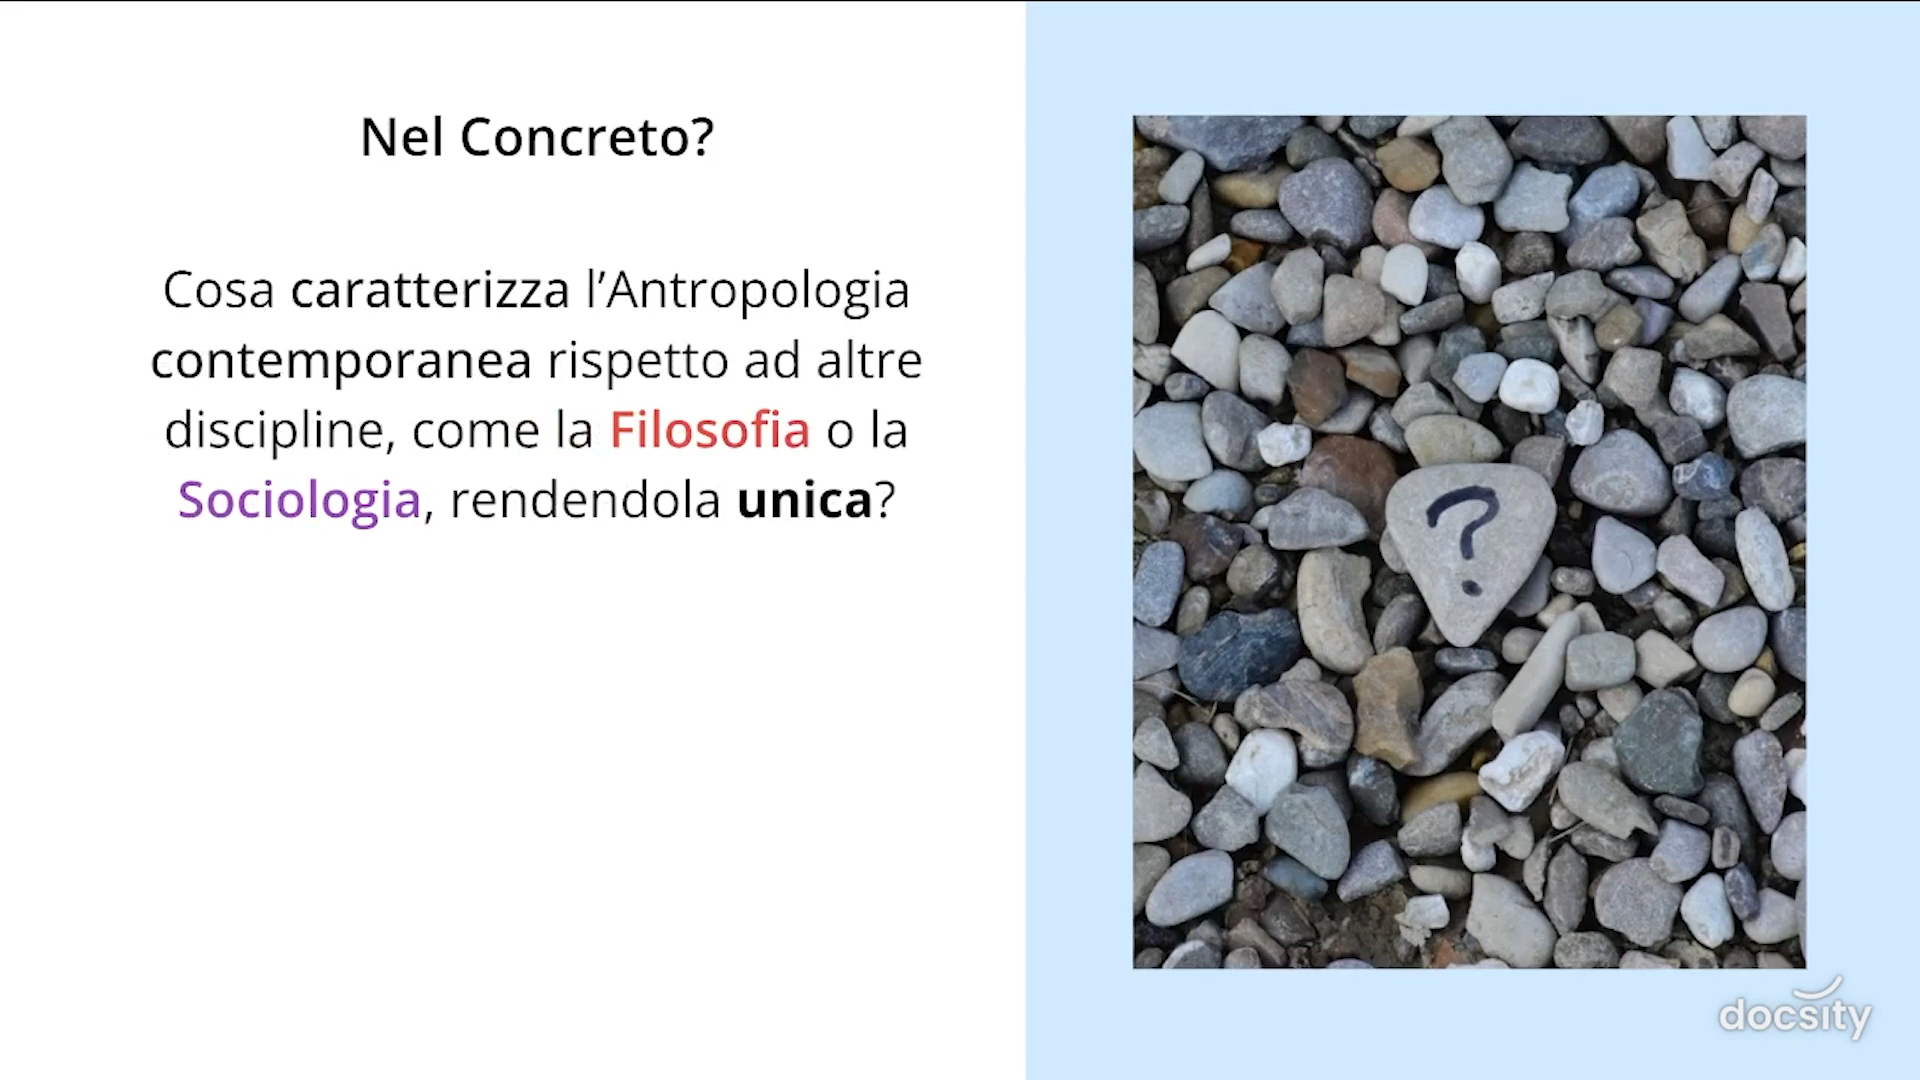 Nel Concreto?
Cosa caratterizza l’Antropologia
contemporanea rispetto ad altre
discipline, come la Filosofia o la
Sociologia, rendendola unica?
?
docsity